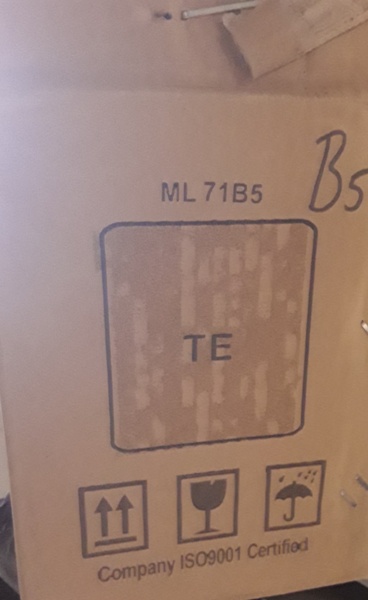 ML 71B5
B5
TE
Company ISO9001 Certified